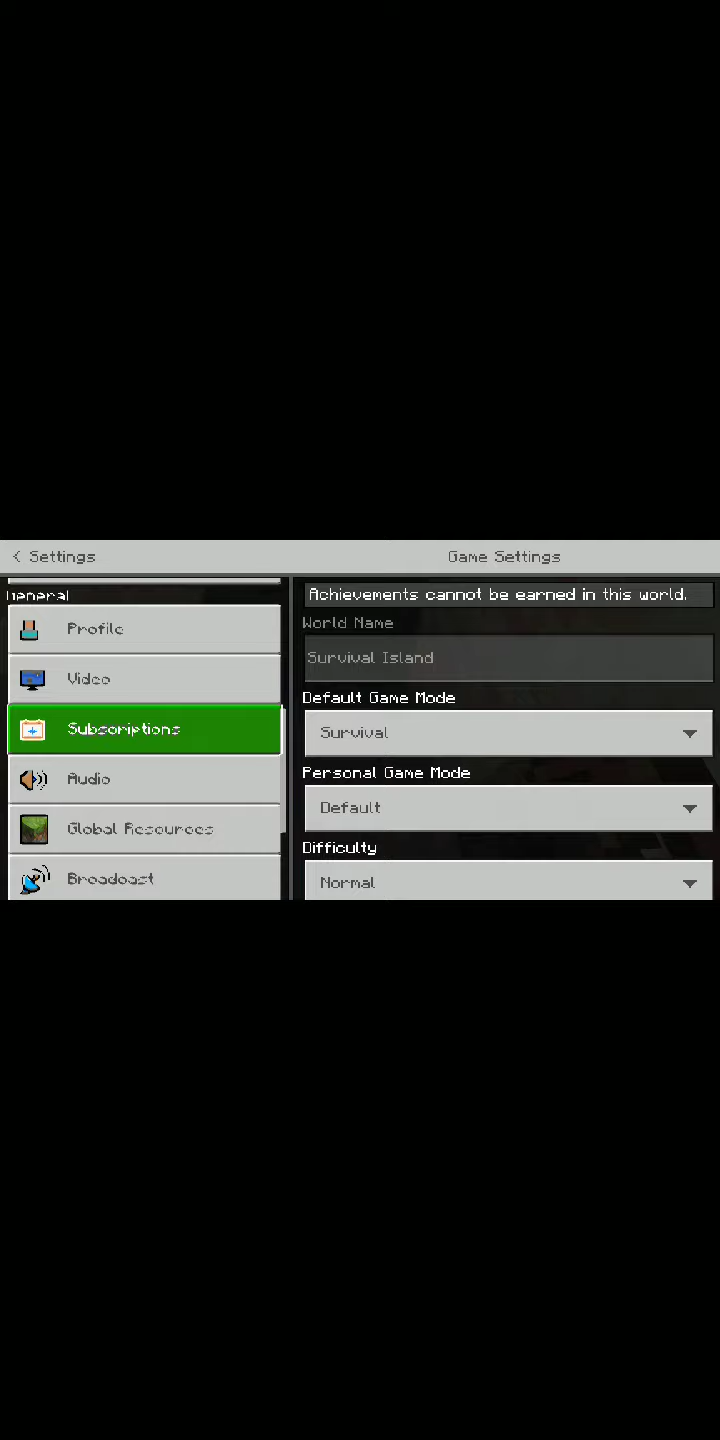 < Settings
Game Settings
General
Profile
Video
Subscriptions
Audio
Global Resources
Broadcast
Achievements cannot be earned in this world.
World Name
Survival Island
Default Game Mode
Survival
Personal Game Mode
Default
Difficulty
Normal